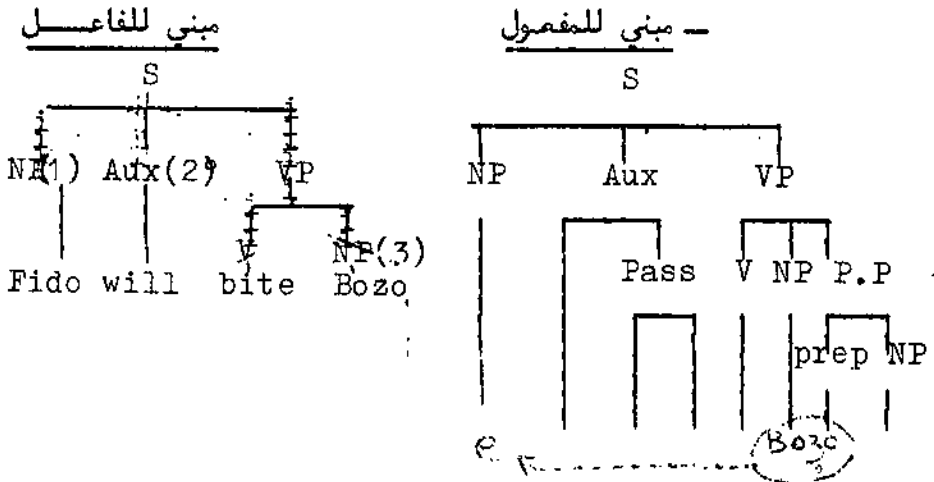 مبني للفاعـــل
ـ مبني للمفعول
S
NP(1) Aux(2) VP
V NP(3)
Fido will bite Bozo
S
NP Aux VP
Pass V NP P.P
prep NP
e Bozo